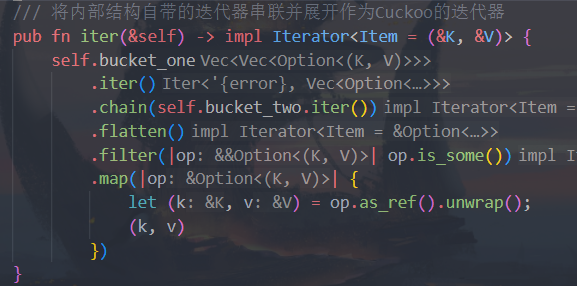 /// 将内部结构自带的迭代器串联并展开作为Cuckoo的迭代器
pub fn iter(&self) -> impl Iterator<Item = (&K, &V)> {
    self.bucket_one Vec<Vec<Option<(K, V)>>>
        .iter() Iter<'{error}, Vec<Option<…>>>
        .chain(self.bucket_two.iter()) impl Iterator<Item =
        .flatten() impl Iterator<Item = &Option<…>>
        .filter(|op: &&Option<(K, V)>| op.is_some()) impl I
        .map(|op: &Option<(K, V)>| {
            let (k: &K, v: &V) = op.as_ref().unwrap();
            (k, v)
        })
}